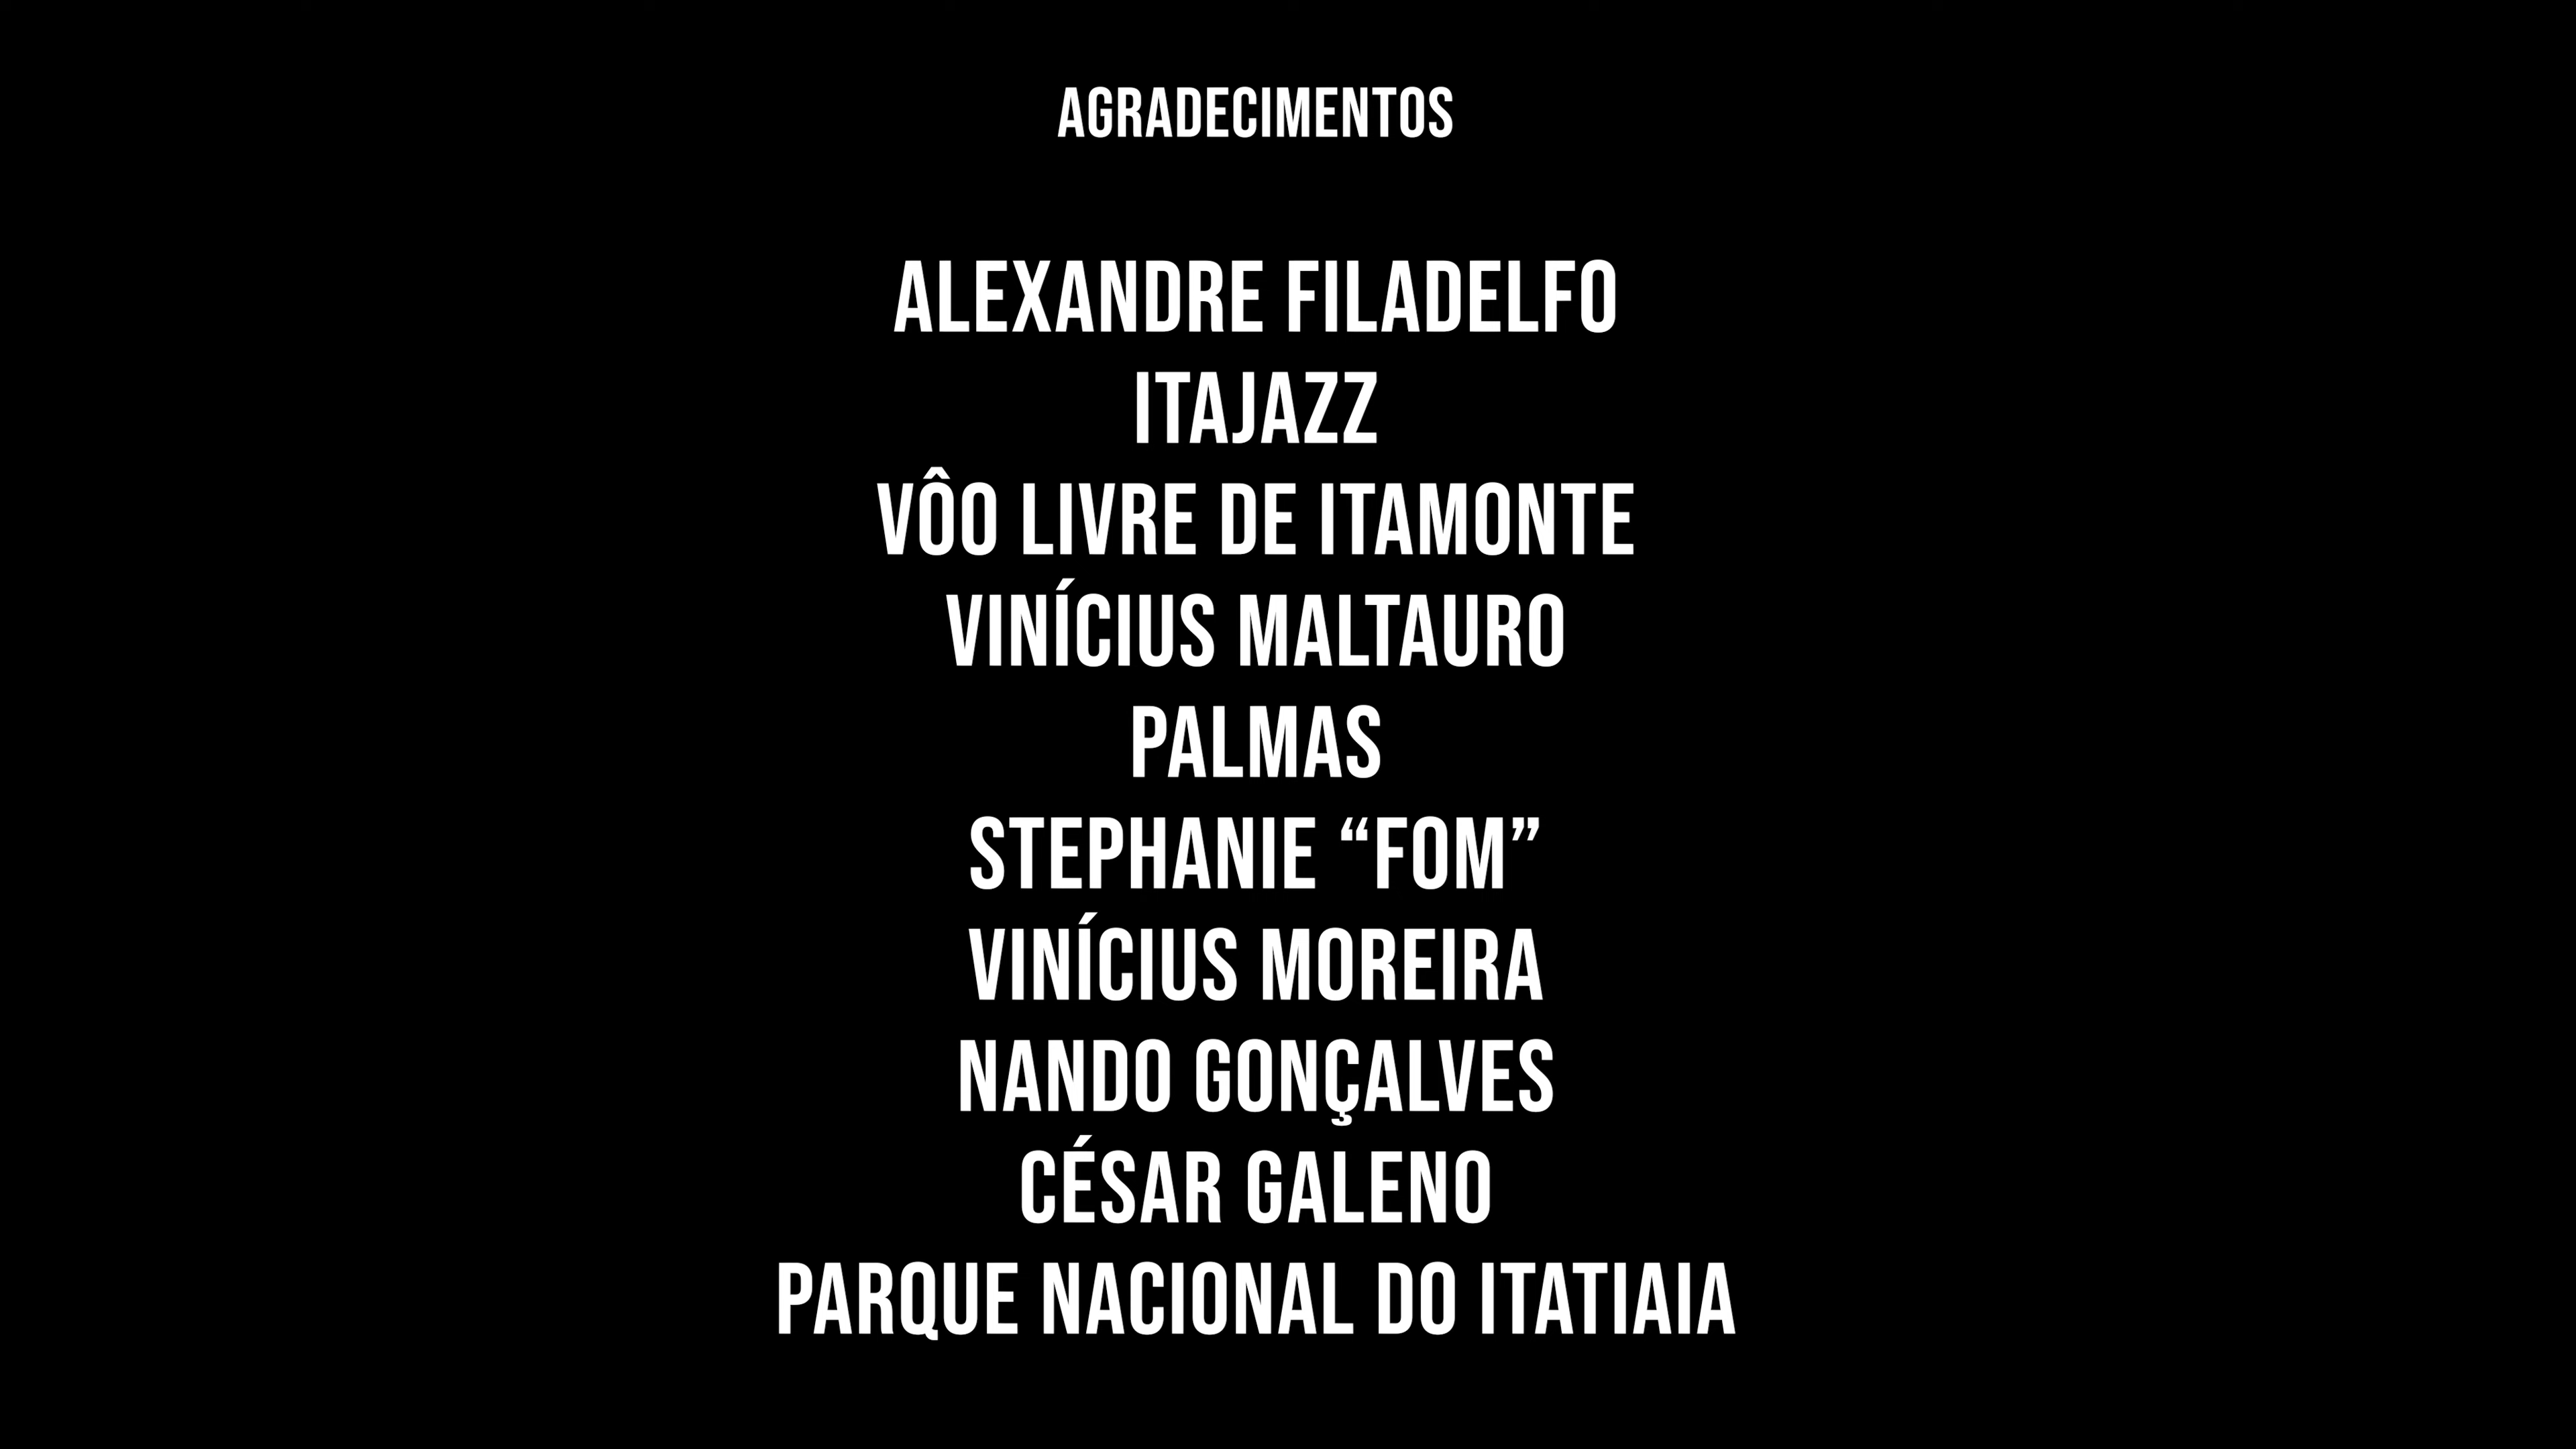 AGRADECIMENTOS
ALEXANDRE FILADELFO
ITAJAZZ
VÔO LIVRE DE ITAMONTE
VINÍCIUS MALTAURO
PALMAS
STEPHANIE “FOM”
VINÍCIUS MOREIRA
NANDO GONÇALVES
CÉSAR GALENO
PARQUE NACIONAL DO ITATIAIA